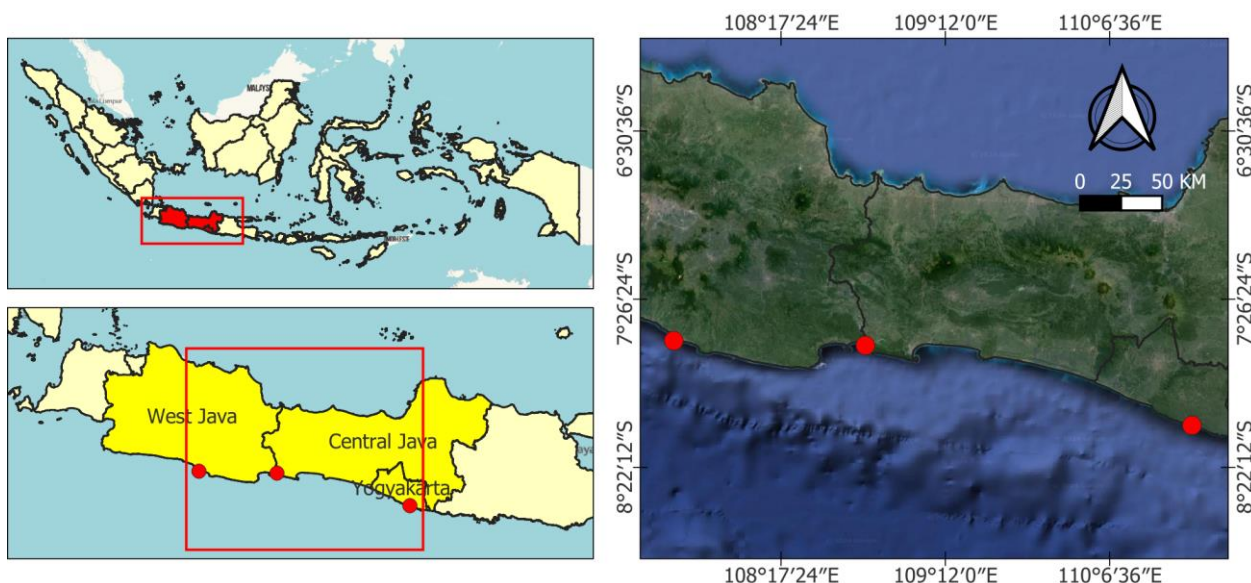 MALAYS
West Java
Central Java
Yogyakarta
108°17′24″E 109°12′0″E 110°6′36″E
6°30′36″S
7°26′24″S
8°22′12″S
0 25 50 KM
6°30′36″S
7°26′24″S
8°22′12″S
108°17′24″E 109°12′0″E 110°6′36″E